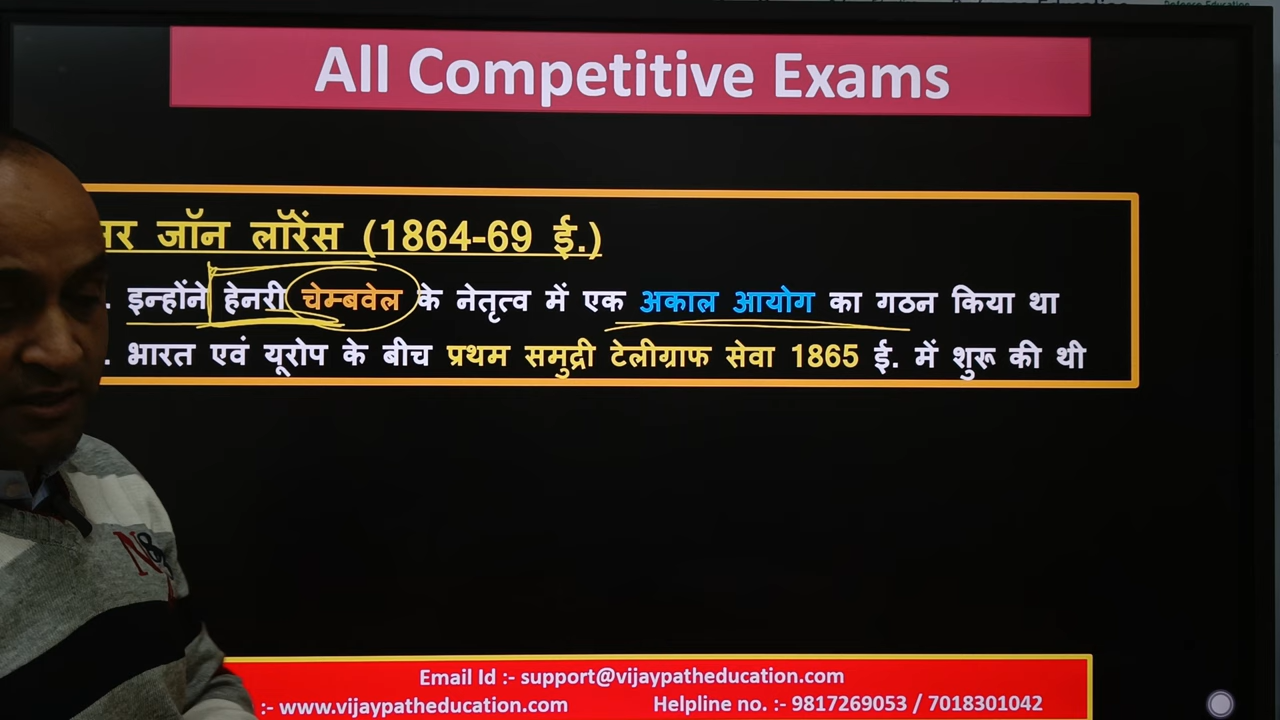 All Competitive Exams
जॉन लॉरेंस (1864-69 ई.)
. इन्होंने हेनरी चेम्बवेल के नेतृत्व में एक अकाल आयोग का गठन किया था
. भारत एवं यूरोप के बीच प्रथम समुद्री टेलीग्राफ सेवा 1865 ई. में शुरू की थी
Email Id :- support@vijaypatheducation.com
:- www.vijaypatheducation.com Helpline no. :- 9817269053 / 7018301042